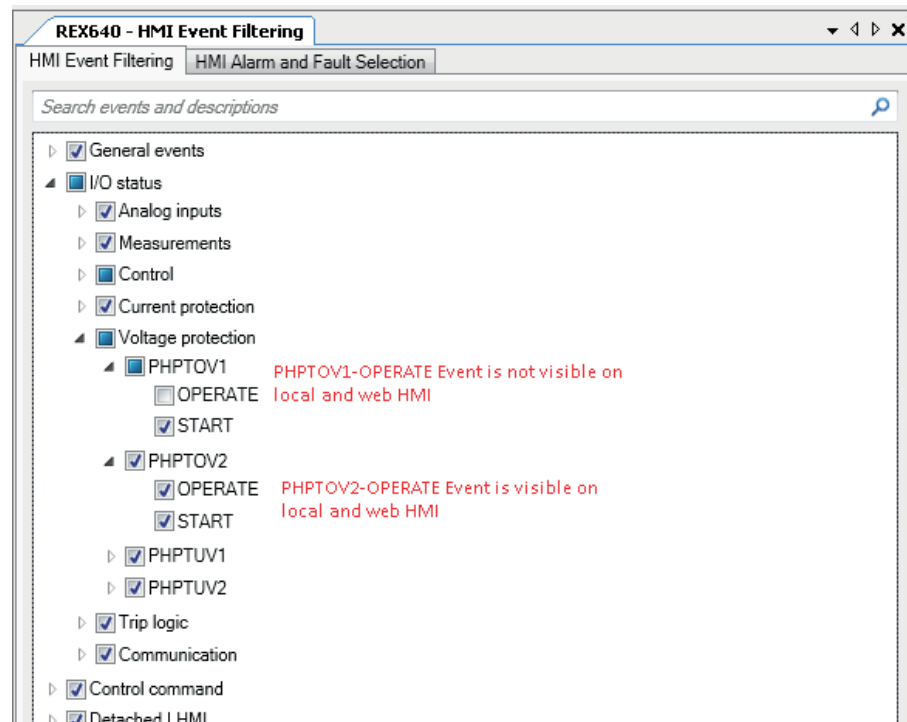 REX640 - HMI Event Filtering
HMI Event Filtering HMI Alarm and Fault Selection
Search events and descriptions
General events
I/O status
Analog inputs
Measurements
Control
Current protection
Voltage protection
PHPTOV1
PHPTOV1-OPERATE Event is not visible on
OPERATE local and web HMI
START
PHPTOV2
OPERATE PHPTOV2-OPERATE Event is visible on
local and web HMI
START
PHPTUV1
PHPTUV2
Trip logic
Communication
Control command
Detached LHMI